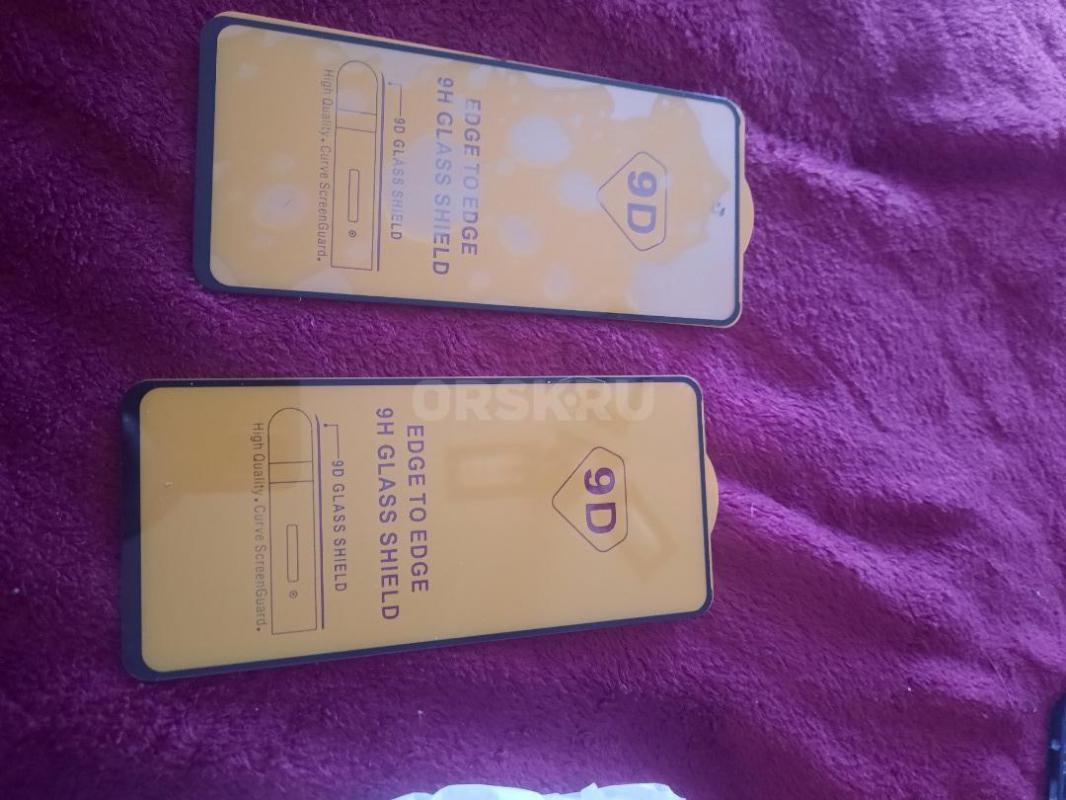 9D
EDGE TO EDGE
9H GLASS SHIELD
9D GLASS SHIELD
High Quality. Curve ScreenGuard.
ORSK.RU
9D
EDGE TO EDGE
9H GLASS SHIELD
9D GLASS SHIELD
High Quality. Curve ScreenGuard.